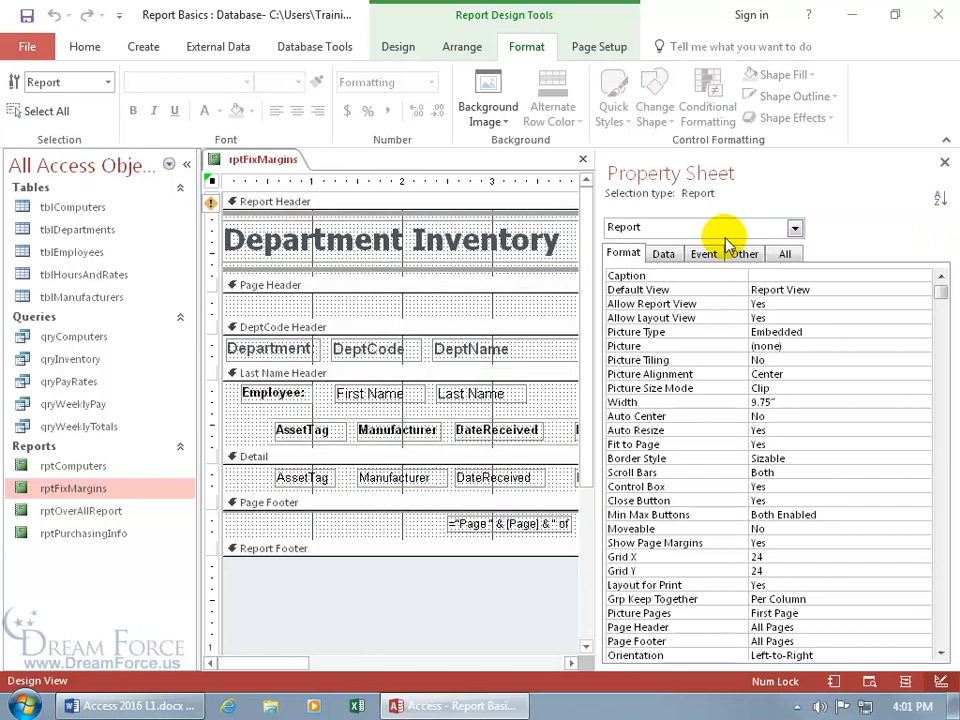 Report Basics : Database- C:\Users\Traini...
Report Design Tools
Sign in
?
File
Home
Create
External Data
Database Tools
Design
Arrange
Format
Page Setup
Tell me what you want to do
Report
Select All
Selection
B I U
A
Font
Formatting
$ % ,
Number
Background
Image
Alternate
Row Color
Background
Quick
Styles
Change
Shape
Conditional
Formatting
Shape Fill
Shape Outline
Shape Effects
Control Formatting
All Access Obje...
Tables
tblComputers
tblDepartments
tblEmployees
tblHoursAndRates
tblManufacturers
Queries
qryComputers
qryInventory
qryPayRates
qryWeeklyPay
qryWeeklyTotals
Reports
rptComputers
rptFixMargins
rptOverAllReport
rptPurchasingInfo
DREAM FORCE
www.DreamForce.us
rptFixMargins
1 2 3
Report Header
Department Inventory
Page Header
DeptCode Header
Department DeptCode DeptName
Last Name Header
Employee: First Name Last Name
AssetTag Manufacturer DateReceived
Detail
AssetTag Manufacturer DateReceived
Page Footer
="Page " & [Page] & " of
Report Footer
Property Sheet
Selection type: Report
Report
Format Data Event Other All
Caption
Default View Report View
Allow Report View Yes
Allow Layout View Yes
Picture Type Embedded
Picture (none)
Picture Tiling No
Picture Alignment Center
Picture Size Mode Clip
Width 9.75"
Auto Center No
Auto Resize Yes
Fit to Page Yes
Border Style Sizable
Scroll Bars Both
Control Box Yes
Close Button Yes
Min Max Buttons Both Enabled
Moveable No
Show Page Margins Yes
Grid X 24
Grid Y 24
Layout for Print Yes
Grp Keep Together Per Column
Picture Pages First Page
Page Header All Pages
Page Footer All Pages
Orientation Left-to-Right
Design View
Num Lock
Access 2016 L1.docx ...
Access - Report Basi...
4:01 PM